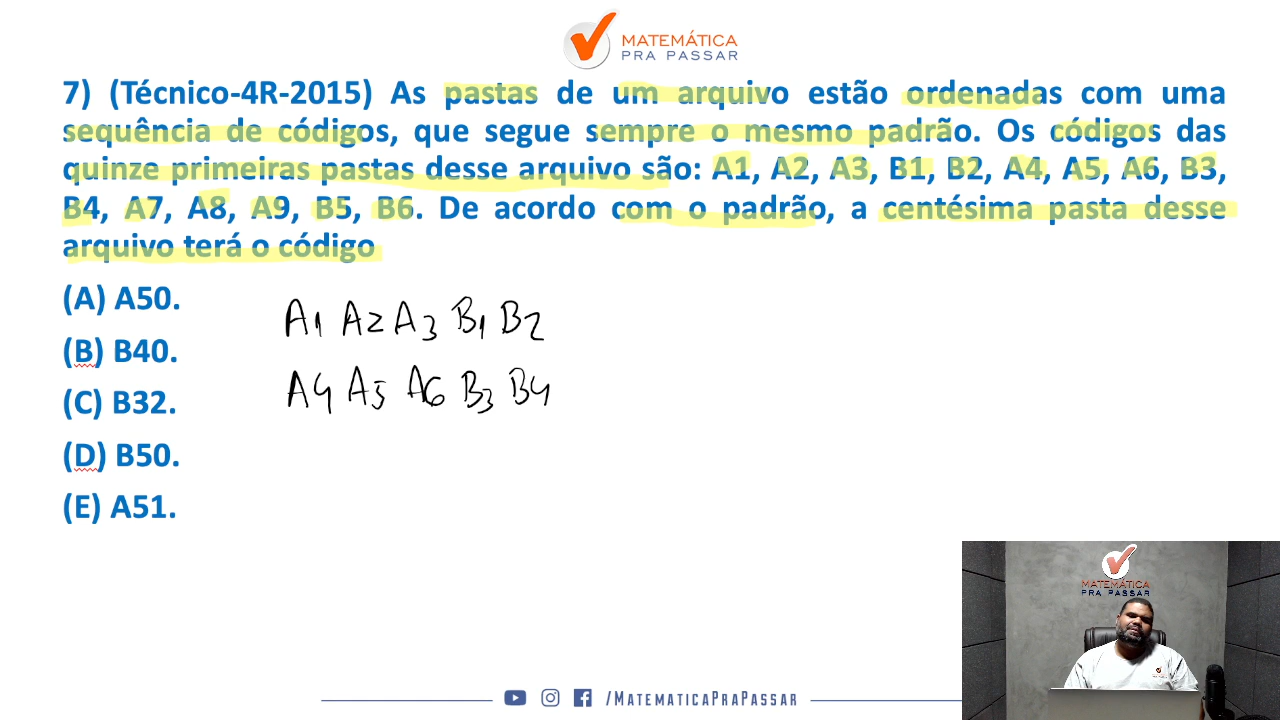 MATEMÁTICA
PRA PASSAR
7) (Técnico-4R-2015) As pastas de um arquivo estão ordenadas com uma
sequência de códigos, que segue sempre o mesmo padrão. Os códigos das
quinze primeiras pastas desse arquivo são: A1, A2, A3, B1, B2, A4, A5, A6, B3,
B4, A7, A8, A9, B5, B6. De acordo com o padrão, a centésima pasta desse
arquivo terá o código
(A) A50.
(B) B40.
(C) B32.
(D) B50.
(E) A51.
A1 A2 A3 B1 B2
A4 A5 A6 B3 B4
MATEMÁTICA
PRA PASSAR
/MATEMATICAPRAPASSAR